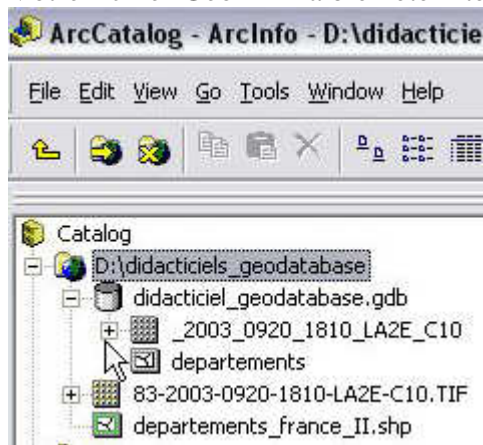 ArcCatalog - ArcInfo - D:\didacticie
File Edit View Go Tools Window Help
Catalog
D:\didacticiels_geodatabase
didacticiel_geodatabase.gdb
_2003_0920_1810_LA2E_C10
departements
83-2003-0920-1810-LA2E-C10.TIF
departements_france_II.shp